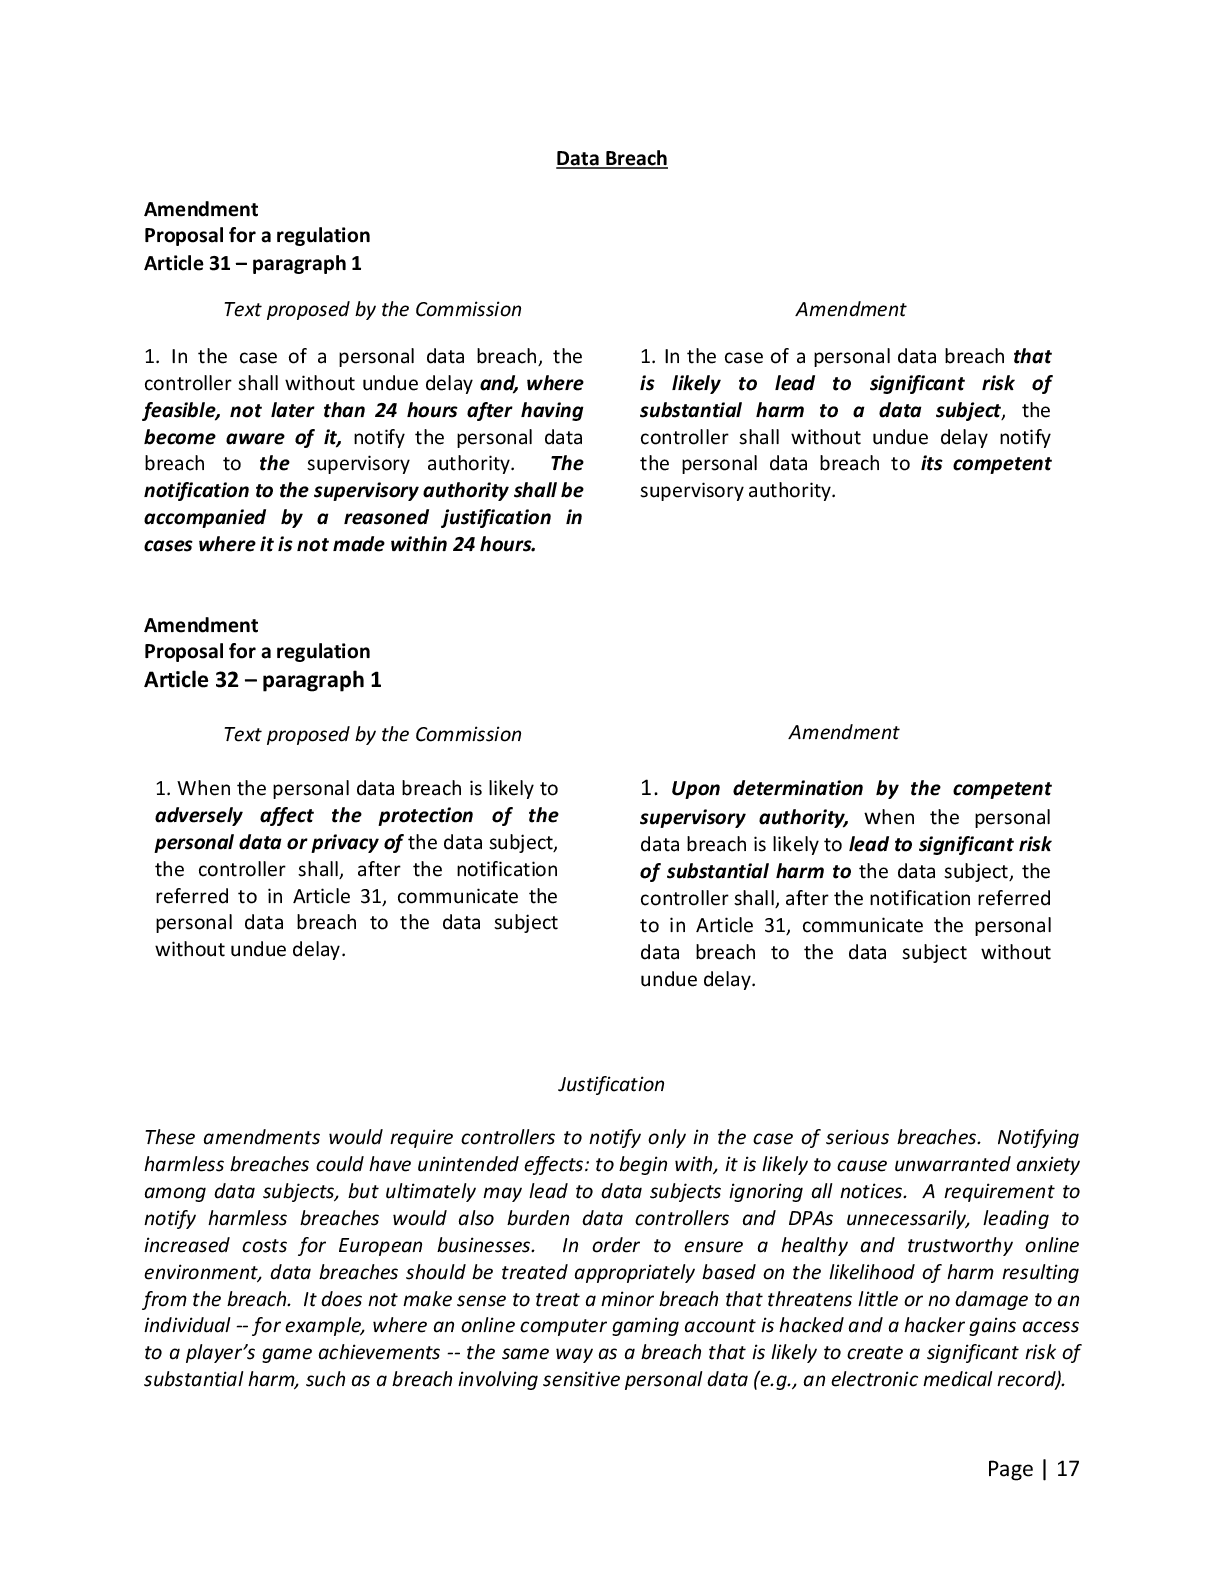 Data Breach
Amendment
Proposal for a regulation
Article 31 – paragraph 1
Text proposed by the Commission
1. In the case of a personal data breach, the
controller shall without undue delay and, where
feasible, not later than 24 hours after having
become aware of it, notify the personal data
breach to the supervisory authority. The
notification to the supervisory authority shall be
accompanied by a reasoned justification in
cases where it is not made within 24 hours.
Amendment
1. In the case of a personal data breach that
is likely to lead to significant risk of
substantial harm to a data subject, the
controller shall without undue delay notify
the personal data breach to its competent
supervisory authority.
Amendment
Proposal for a regulation
Article 32 – paragraph 1
Text proposed by the Commission
1. When the personal data breach is likely to
adversely affect the protection of the
personal data or privacy of the data subject,
the controller shall, after the notification
referred to in Article 31, communicate the
personal data breach to the data subject
without undue delay.
Amendment
1. Upon determination by the competent
supervisory authority, when the personal
data breach is likely to lead to significant risk
of substantial harm to the data subject, the
controller shall, after the notification referred
to in Article 31, communicate the personal
data breach to the data subject without
undue delay.
Justification
These amendments would require controllers to notify only in the case of serious breaches. Notifying
harmless breaches could have unintended effects: to begin with, it is likely to cause unwarranted anxiety
among data subjects, but ultimately may lead to data subjects ignoring all notices. A requirement to
notify harmless breaches would also burden data controllers and DPAs unnecessarily, leading to
increased costs for European businesses. In order to ensure a healthy and trustworthy online
environment, data breaches should be treated appropriately based on the likelihood of harm resulting
from the breach. It does not make sense to treat a minor breach that threatens little or no damage to an
individual -- for example, where an online computer gaming account is hacked and a hacker gains access
to a player’s game achievements -- the same way as a breach that is likely to create a significant risk of
substantial harm, such as a breach involving sensitive personal data (e.g., an electronic medical record).
Page | 17